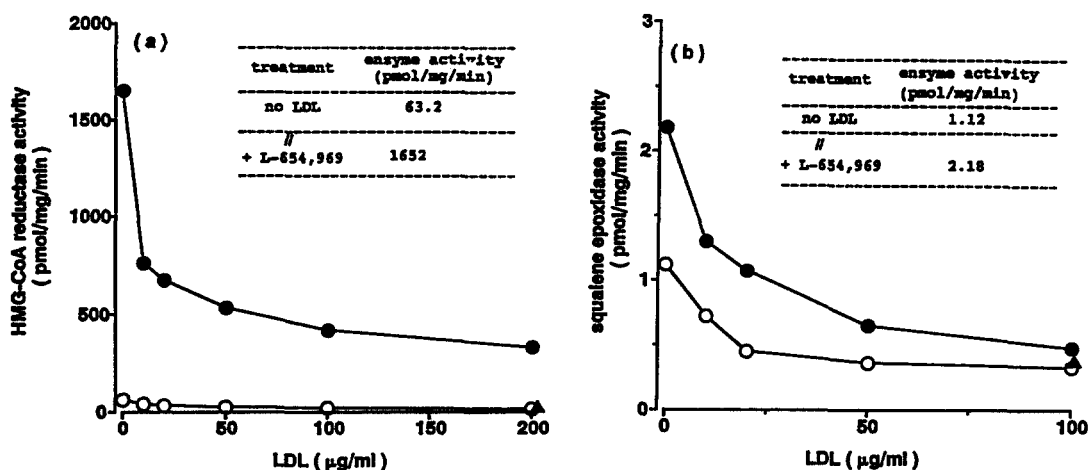 (a)
2000
1500
1000
500
0
HMG-CoA reductase activity
( pmol/mg/min )
treatment enzyme activity
(pmol/mg/min)
no LDL 63.2
〃
+ L-654,969 1652
0 50 100 150 200
LDL ( μg/ml )
(b)
3
2
1
0
squalene epoxidase activity
( pmol/mg/min )
treatment enzyme activity
(pmol/mg/min)
no LDL 1.12
〃
+ L-654,969 2.18
0 50 100
LDL ( μg/ml )